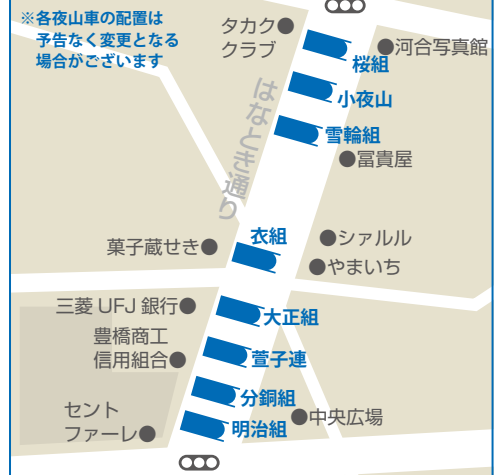 ※各夜山車の配置は
予告なく変更となる
場合がございます
タカク●
クラブ
●河合写真館
桜組
小夜山
雪輪組
●冨貴屋
はなとき通り
衣組
●シァルル
菓子蔵せき●
●やまいち
三菱 UFJ 銀行●
大正組
豊橋商工
信用組合●
萱子連
分銅組
セント
ファーレ●
●中央広場
明治組